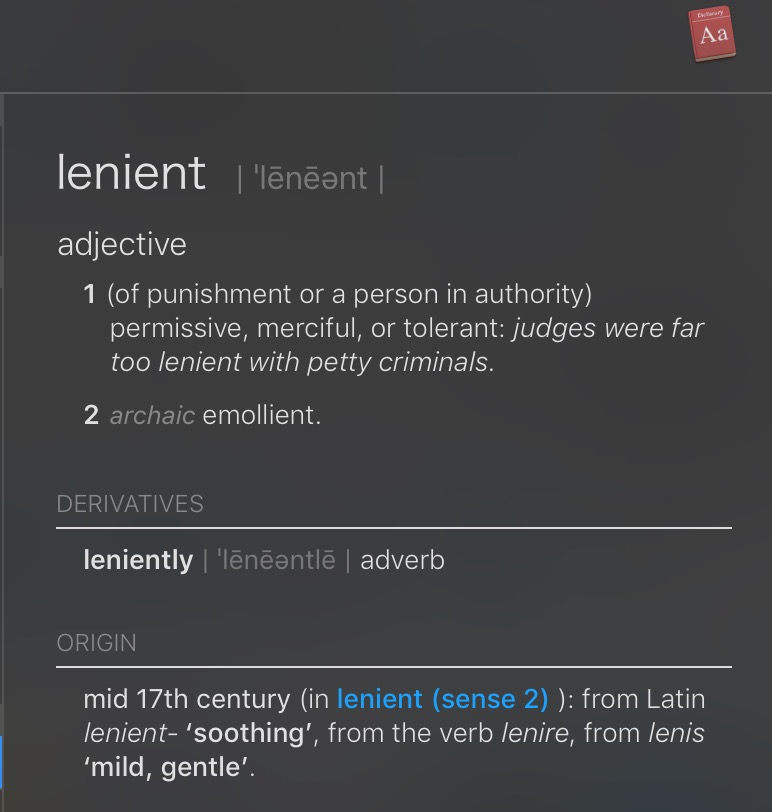 Dictionary
Aa
lenient | ˈlēnēənt |
adjective
1 (of punishment or a person in authority)
permissive, merciful, or tolerant: judges were far
too lenient with petty criminals.
2 archaic emollient.
DERIVATIVES
leniently | ˈlēnēəntlē | adverb
ORIGIN
mid 17th century (in lenient (sense 2) ): from Latin
lenient- ‘soothing’, from the verb lenire, from lenis
‘mild, gentle’.